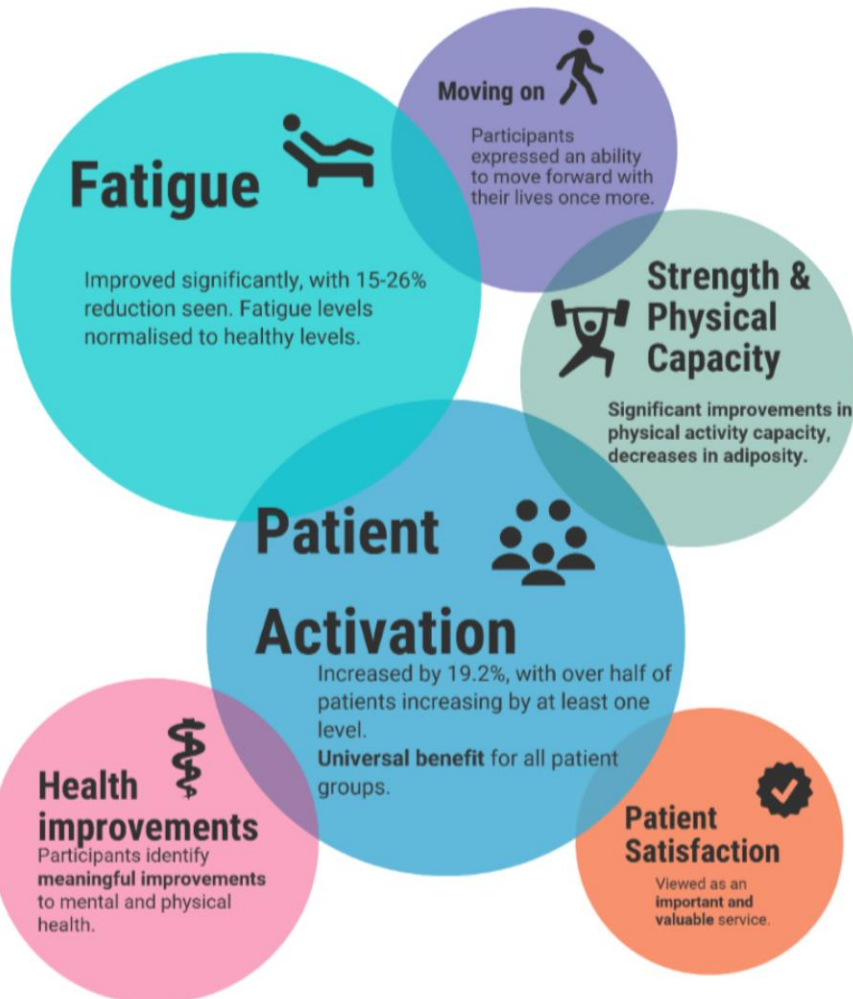 Moving on
Participants
expressed an ability
to move forward with
their lives once more.
Fatigue
Improved significantly, with 15-26%
reduction seen. Fatigue levels
normalised to healthy levels.
Strength &
Physical
Capacity
Significant improvements in
physical activity capacity,
decreases in adiposity.
Patient
Activation
Increased by 19.2%, with over half of
patients increasing by at least one
level.
Universal benefit for all patient
groups.
Health
improvements
Participants identify
meaningful improvements
to mental and physical
health.
Patient
Satisfaction
Viewed as an
important and
valuable service.